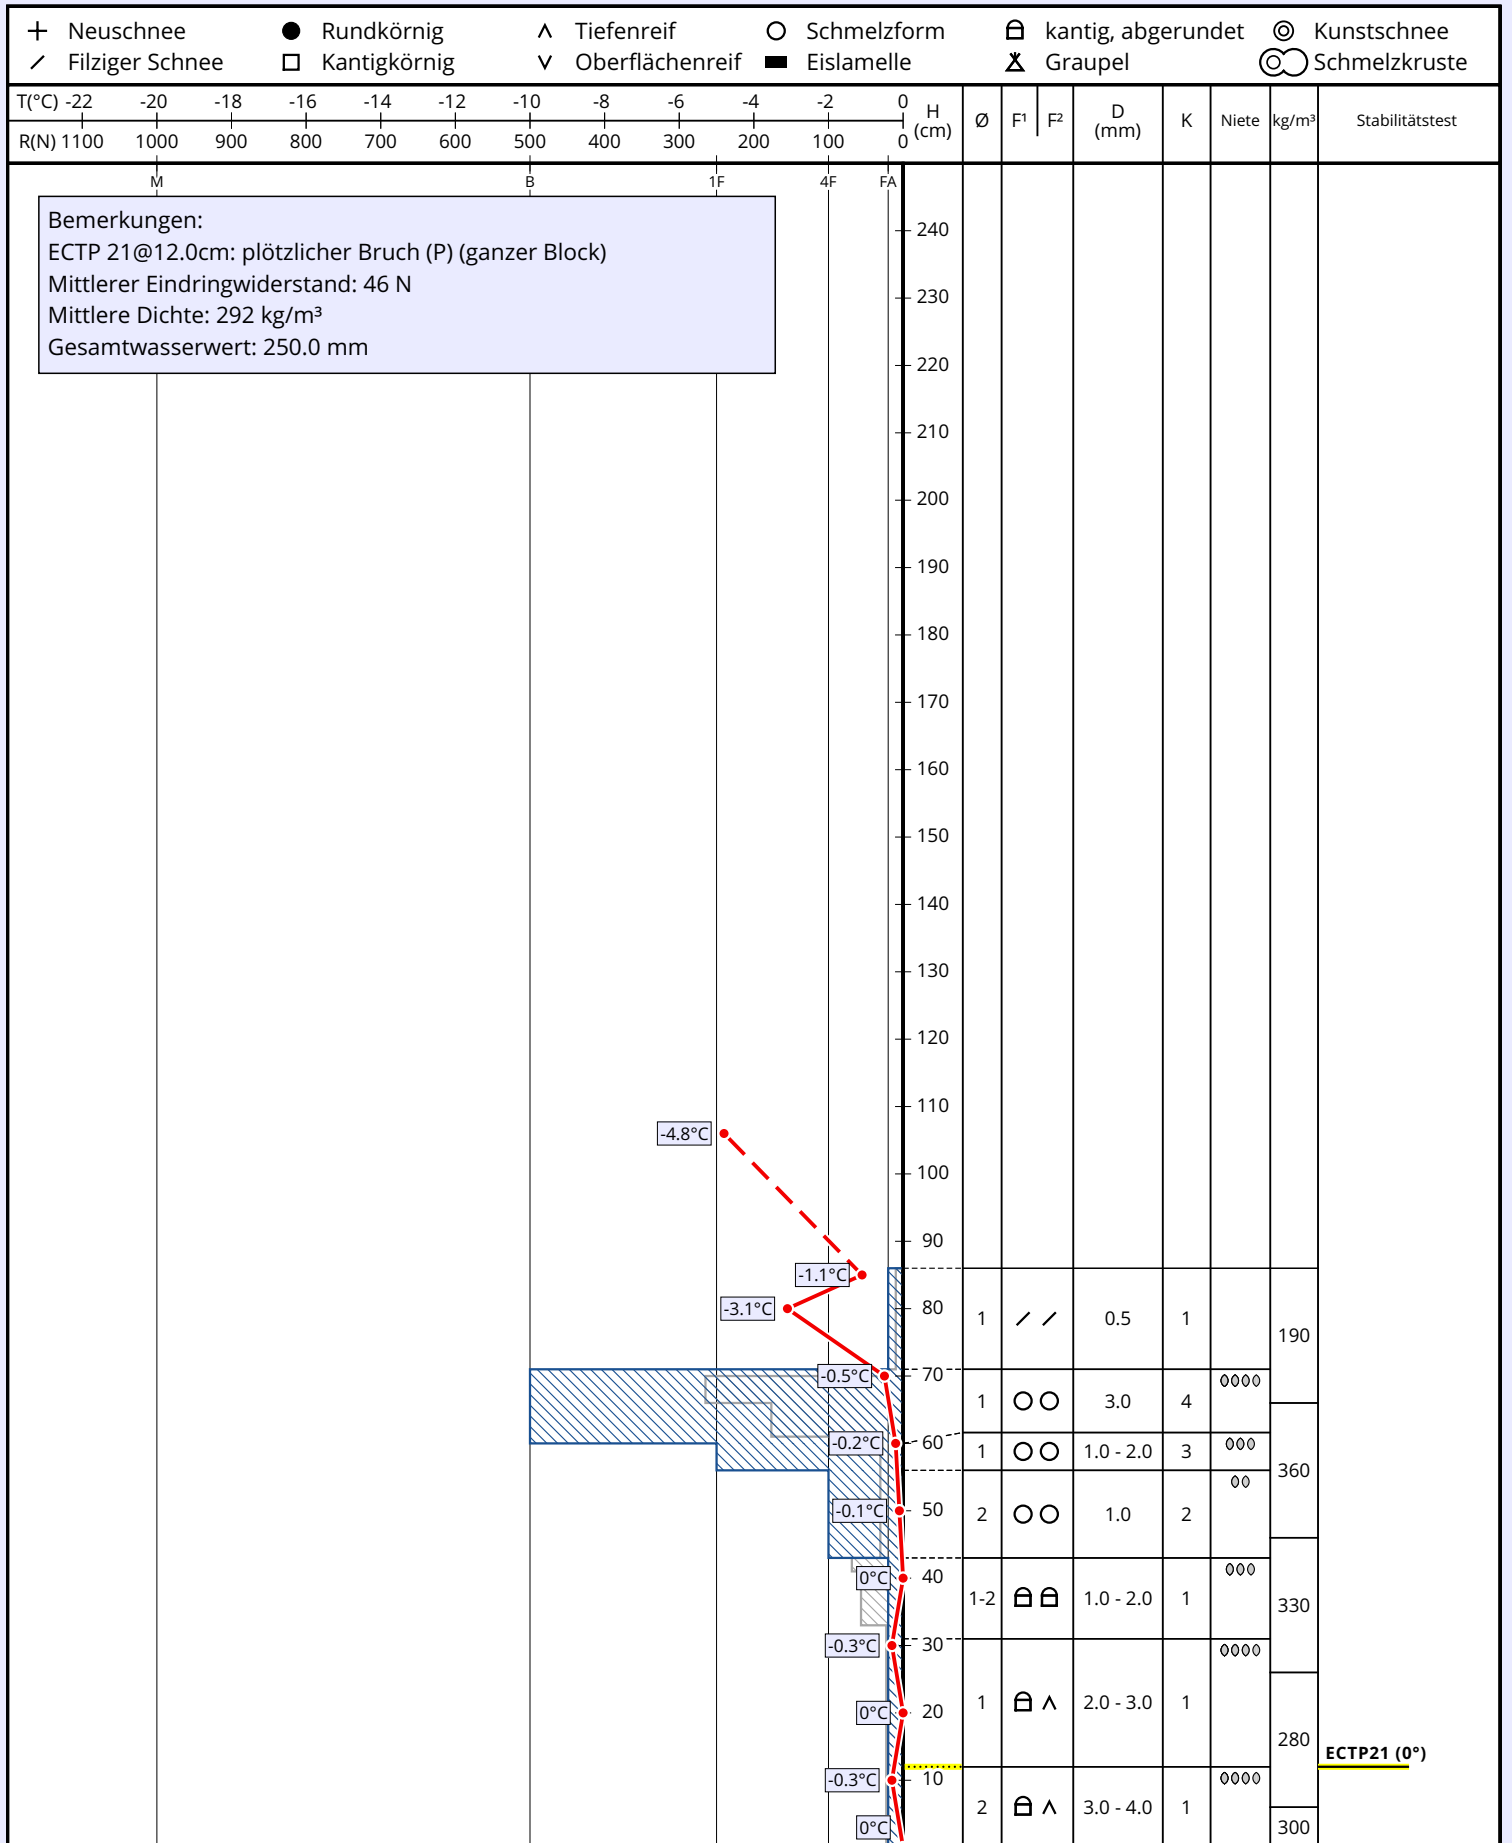 Neuschnee Rundkörnig Tiefenreif Schmelzform kantig, abgerundet Kunstschnee
Filziger Schnee Kantigkörnig Oberflächenreif Eislamelle Graupel Schmelzkruste
T(°C) -22 -20 -18 -16 -14 -12 -10 -8 -6 -4 -2 0
R(N) 1100 1000 900 800 700 600 500 400 300 200 100 0
H (cm) Ø F¹ F² D (mm) K Niete kg/m³ Stabilitätstest
M B 1F 4F FA
Bemerkungen:
ECTP 21@12.0cm: plötzlicher Bruch (P) (ganzer Block)
Mittlerer Eindringwiderstand: 46 N
Mittlere Dichte: 292 kg/m³
Gesamtwasserwert: 250.0 mm
240
230
220
210
200
190
180
170
160
150
140
130
120
110
-4.8°C
100
90
-1.1°C
-3.1°C 80
1 0.5 1
190
-0.5°C 70
1 3.0 4
-0.2°C 60
1 1.0 - 2.0 3
360
-0.1°C 50
2 1.0 2
0°C 40
1-2 1.0 - 2.0 1
330
-0.3°C 30
1 2.0 - 3.0 1
0°C 20
280
ECTP21 (0°)
-0.3°C 10
2 3.0 - 4.0 1
0°C
300